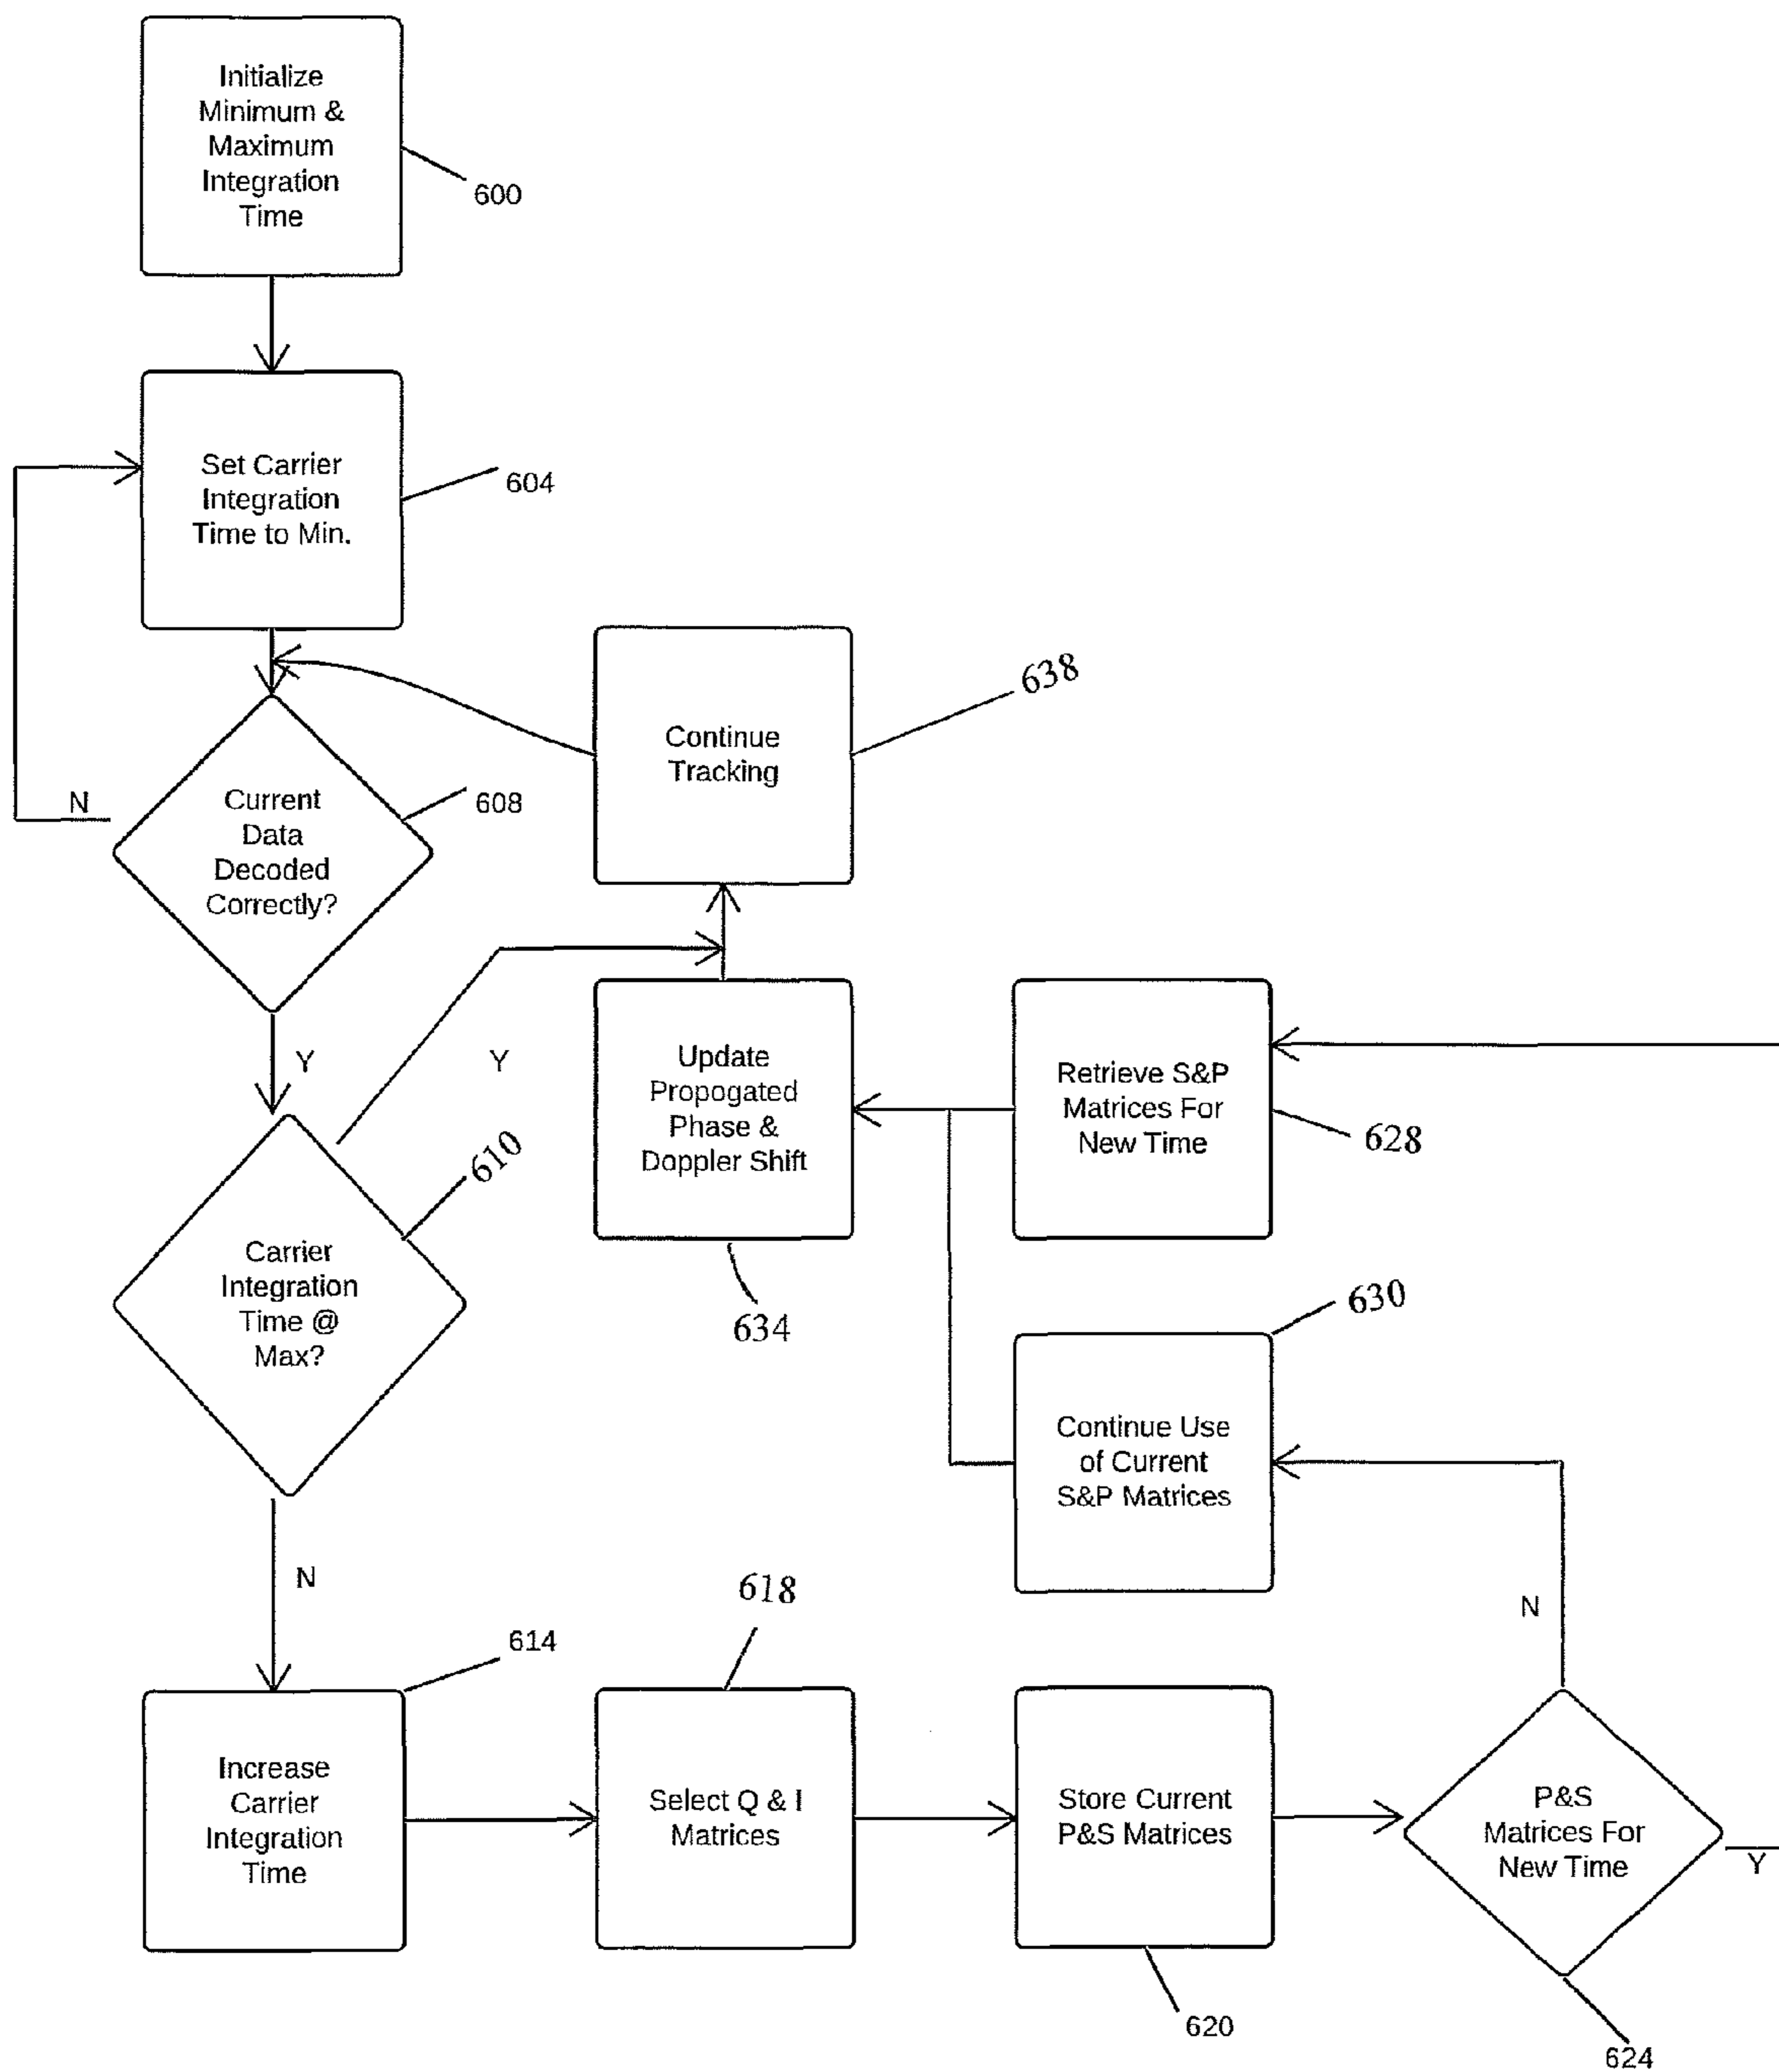 Initialize
Minimum &
Maximum
Integration
Time
600
Set Carrier
Integration
Time to Min.
604
Current
Data
Decoded
Correctly?
608
N
Y
Continue
Tracking
638
Y
Carrier
Integration
Time @
Max?
610
N
Update
Propogated
Phase &
Doppler Shift
634
Retrieve S&P
Matrices For
New Time
628
Continue Use
of Current
S&P Matrices
630
Increase
Carrier
Integration
Time
614
Select Q & I
Matrices
618
Store Current
P&S Matrices
620
P&S
Matrices For
New Time
624
N
Y